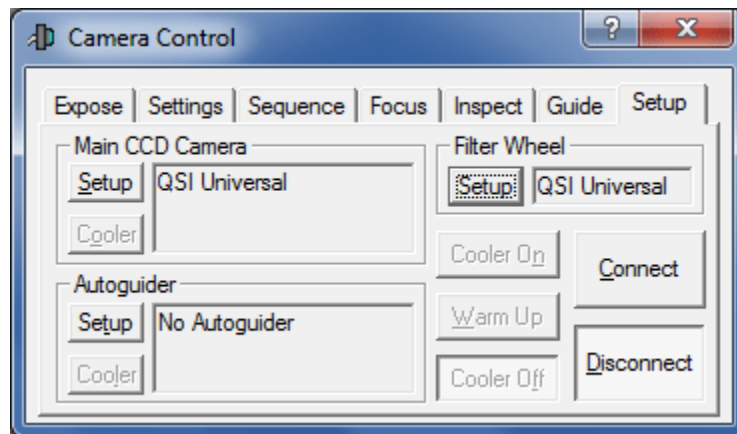 Camera Control
Expose Settings Sequence Focus Inspect Guide Setup
Main CCD Camera
Setup QSI Universal
Cooler
Filter Wheel
Setup QSI Universal
Autoguider
Setup No Autoguider
Cooler
Cooler On
Warm Up
Cooler Off
Connect
Disconnect